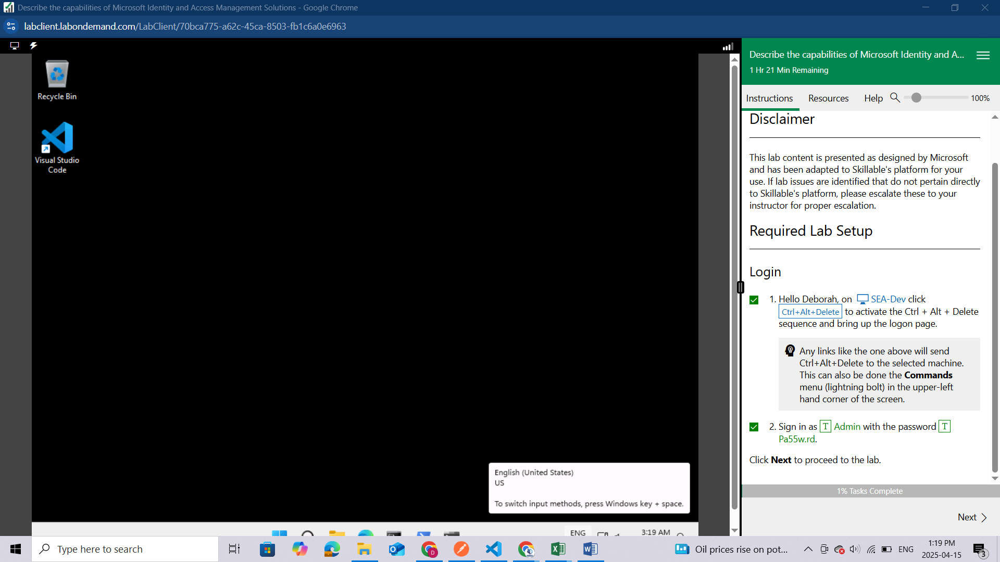 Describe the capabilities of Microsoft Identity and Access Management Solutions - Google Chrome
labclient.labondemand.com/LabClient/70bca775-a62c-45ca-8503-fb1c6a0e6963
Recycle Bin
Visual Studio
Code
English (United States)
US
To switch input methods, press Windows key + space.
ENG
3:19 AM
Describe the capabilities of Microsoft Identity and A...
1 Hr 21 Min Remaining
Instructions
Resources
Help
100%
Disclaimer
This lab content is presented as designed by Microsoft
and has been adapted to Skillable's platform for your
use. If lab issues are identified that do not pertain directly
to Skillable's platform, please escalate these to your
instructor for proper escalation.
Required Lab Setup
Login
1. Hello Deborah, on SEA-Dev click
Ctrl+Alt+Delete to activate the Ctrl + Alt + Delete
sequence and bring up the logon page.
Any links like the one above will send
Ctrl+Alt+Delete to the selected machine.
This can also be done the Commands
menu (lightning bolt) in the upper-left
hand corner of the screen.
2. Sign in as T Admin with the password T
Pa55w.rd.
Click Next to proceed to the lab.
1% Tasks Complete
Next
Type here to search
D
Oil prices rise on pot...
ENG
1:19 PM
2025-04-15
3